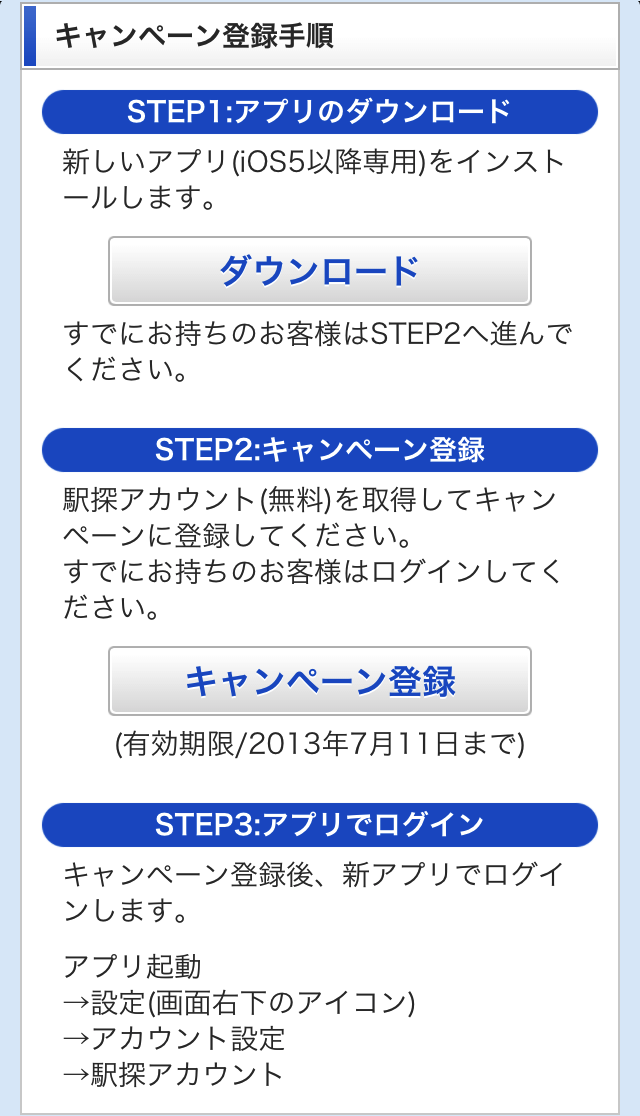 キャンペーン登録手順
STEP1:アプリのダウンロード
新しいアプリ(iOS5以降専用)をインスト
ールします。
ダウンロード
すでにお持ちのお客様はSTEP2へ進んで
ください。
STEP2:キャンペーン登録
駅探アカウント(無料)を取得してキャン
ペーンに登録してください。
すでにお持ちのお客様はログインしてく
ださい。
キャンペーン登録
(有効期限/2013年7月11日まで)
STEP3:アプリでログイン
キャンペーン登録後、新アプリでログイ
ンします。
アプリ起動
→設定(画面右下のアイコン)
→アカウント設定
→駅探アカウント